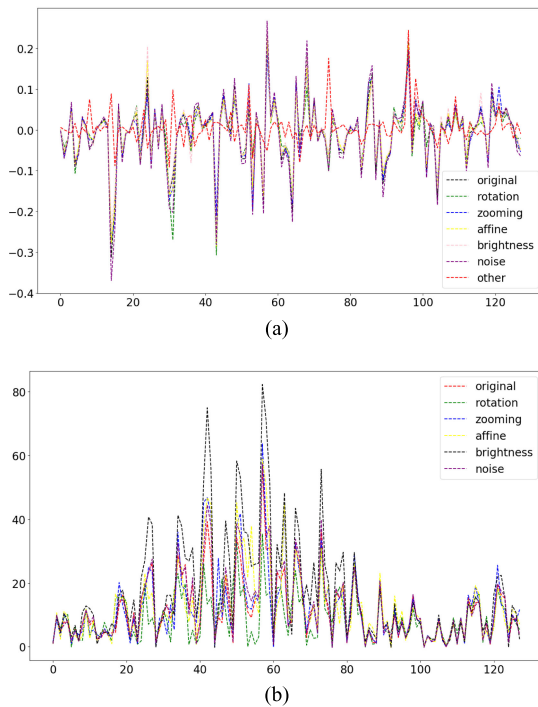 0.2
0.1
0.0
−0.1
−0.2
−0.3
−0.4
original
rotation
zooming
affine
brightness
noise
other
0 20 40 60 80 100 120
(a)
80
60
40
20
0
original
rotation
zooming
affine
brightness
noise
0 20 40 60 80 100 120
(b)